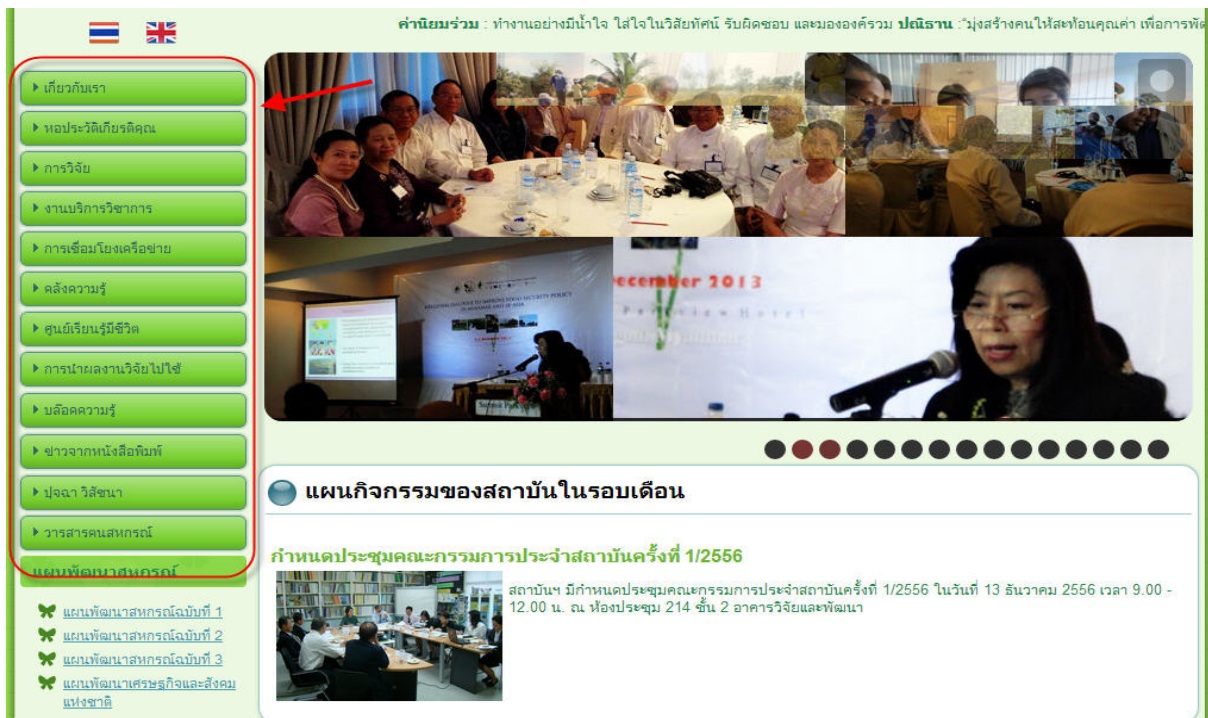 ค่านิยมร่วม : ทำงานอย่างมีน้ำใจ ใส่ใจในวิสัยทัศน์ รับผิดชอบ และมององค์รวม ปณิธาน :"มุ่งสร้างคนให้สะท้อนคุณค่า เพื่อการพัต
เกี่ยวกับเรา
หอประวัติเกียรติคุณ
การวิจัย
งานบริการวิชาการ
การเชื่อมโยงเครือข่าย
คลังความรู้
ศูนย์เรียนรู้มีชีวิต
การนำผลงานวิจัยไปใช้
บล๊อคความรู้
ข่าวจากหนังสือพิมพ์
ปุจฉา วิสัชนา
วารสารฅนสหกรณ์
แผนพัฒนาสหกรณ์
แผนพัฒนาสหกรณ์ฉบับที่ 1
แผนพัฒนาสหกรณ์ฉบับที่ 2
แผนพัฒนาสหกรณ์ฉบับที่ 3
แผนพัฒนาเศรษฐกิจและสังคม
แห่งชาติ
ecember 2013
Parkview Hotel
แผนกิจกรรมของสถาบันในรอบเดือน
กำหนดประชุมคณะกรรมการประจำสถาบันครั้งที่ 1/2556
สถาบันฯ มีกำหนดประชุมคณะกรรมการประจำสถาบันครั้งที่ 1/2556 ในวันที่ 13 ธันวาคม 2556 เวลา 9.00 -
12.00 น. ณ ห้องประชุม 214 ชั้น 2 อาคารวิจัยและพัฒนา